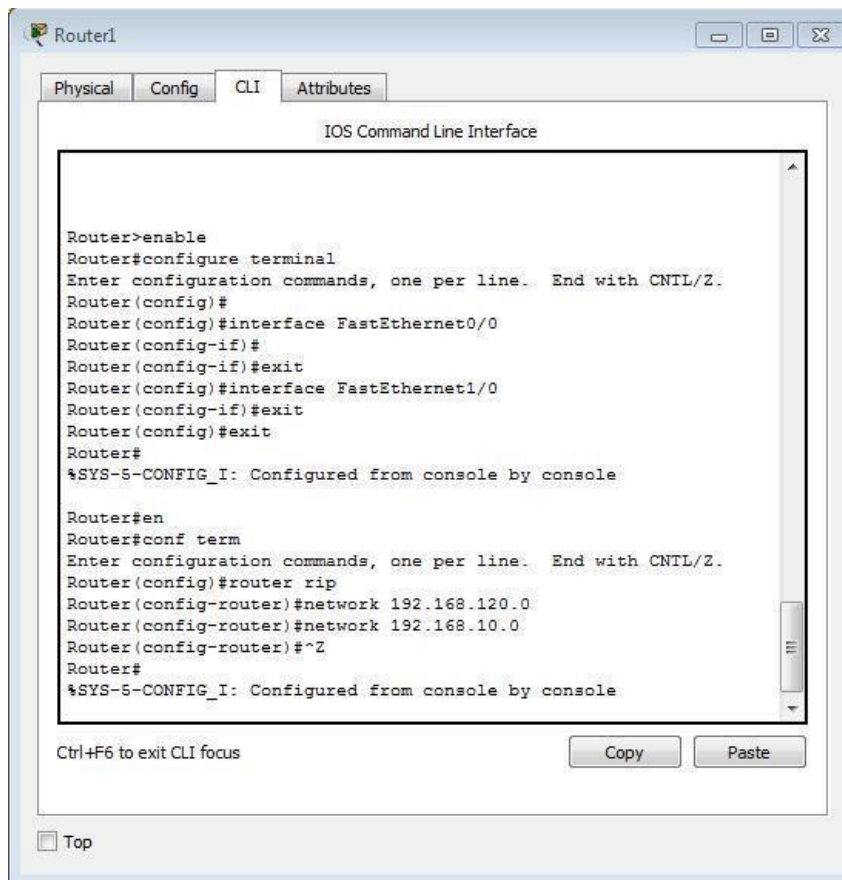 Router1
Physical Config CLI Attributes
IOS Command Line Interface
Router>enable
Router#configure terminal
Enter configuration commands, one per line.  End with CNTL/Z.
Router(config)#
Router(config)#interface FastEthernet0/0
Router(config-if)#
Router(config-if)#exit
Router(config)#interface FastEthernet1/0
Router(config-if)#exit
Router(config)#exit
Router#
%SYS-5-CONFIG_I: Configured from console by console
Router#en
Router#conf term
Enter configuration commands, one per line.  End with CNTL/Z.
Router(config)#router rip
Router(config-router)#network 192.168.120.0
Router(config-router)#network 192.168.10.0
Router(config-router)#^Z
Router#
%SYS-5-CONFIG_I: Configured from console by console
Ctrl+F6 to exit CLI focus Copy Paste
Top